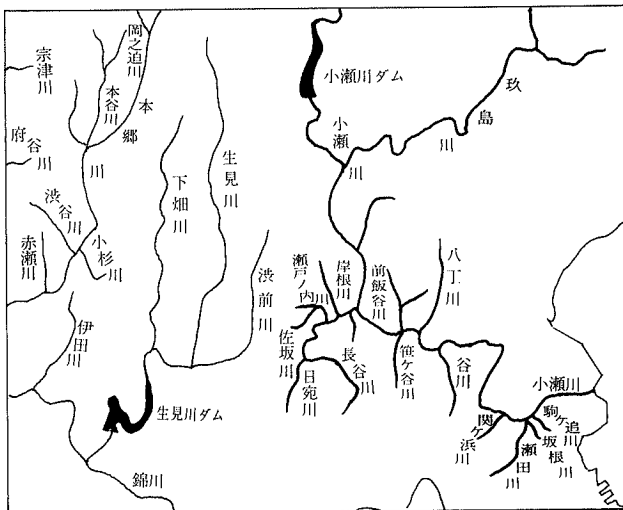 宗津川
府谷川
渋谷川
赤瀬川
伊田川
岡之迫川
本谷川
本郷川
小杉川
下畑川
生見川
渋前川
生見川ダム
錦川
小瀬川ダム
小瀬川
玖島川
瀬戸ノ内川
岸根川
前飯谷川
八丁川
佐坂川
日宛川
長谷川
笹ヶ谷川
谷川
関ヶ浜川
瀬田川
小瀬川
駒ヶ迫川
坂根川